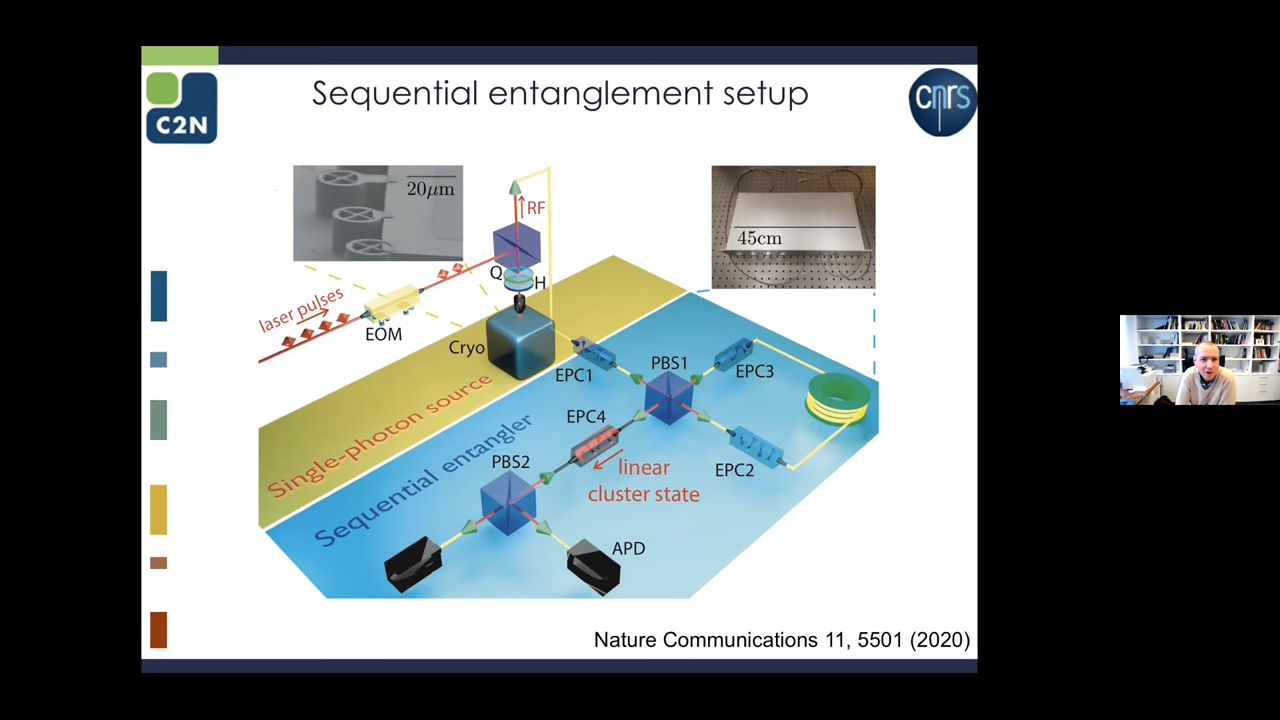 Sequential entanglement setup
C2N
cnrs
20μm
RF
45cm
Q
H
laser pulses
EOM
Cryo
EPC1
PBS1
EPC3
Single-photon source
EPC4
Sequential entangler
PBS2
linear
cluster state
EPC2
APD
Nature Communications 11, 5501 (2020)